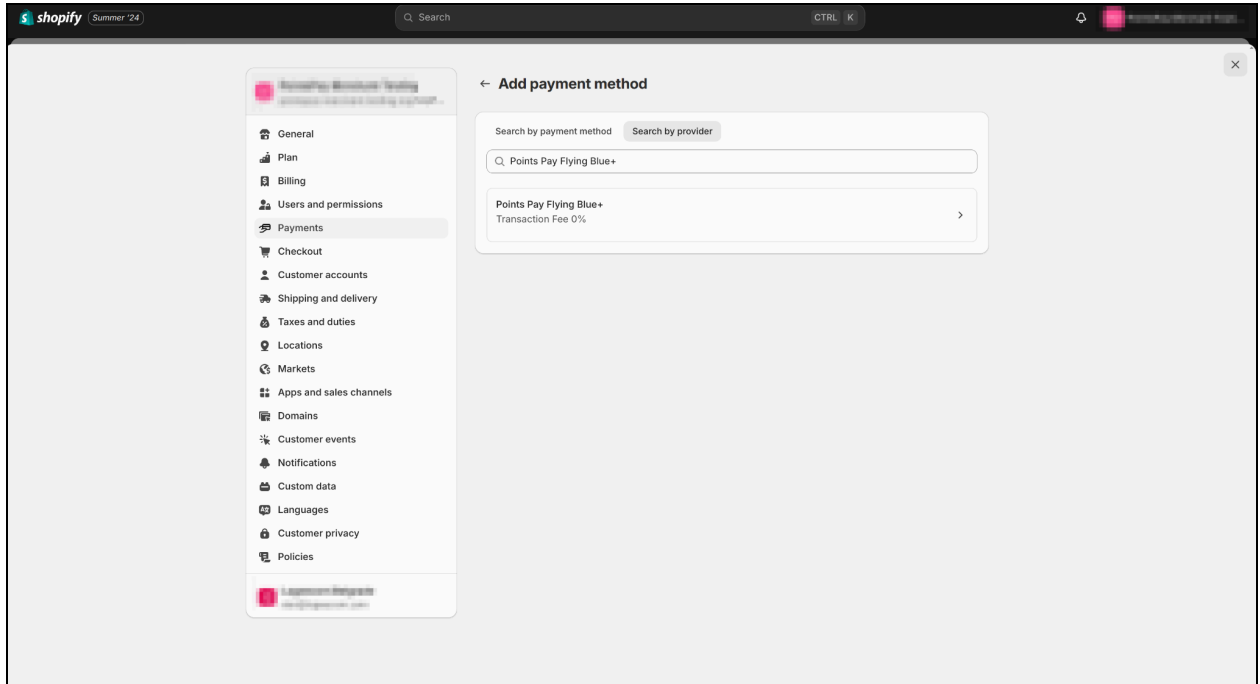 shopify Summer '24
Search
CTRL K
← Add payment method
Search by payment method Search by provider
Points Pay Flying Blue+
Points Pay Flying Blue+
Transaction Fee 0%
General
Plan
Billing
Users and permissions
Payments
Checkout
Customer accounts
Shipping and delivery
Taxes and duties
Locations
Markets
Apps and sales channels
Domains
Customer events
Notifications
Custom data
Languages
Customer privacy
Policies